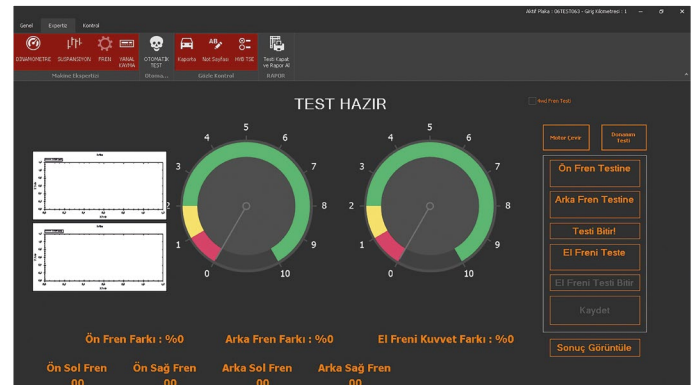 Aktif Plaka : 06TEST063 - Giriş Kilometresi : 1
Genel Expertiz Kontrol
DİNAMOMETRE SUSPANSİYON FREN YANAL KAYMA OTOMATİK TEST Kaporta Not Sayfası HYB TSE Testi Kapat ve Rapor Al
Makine Ekspertizi Otoma... Gözle Kontrol RAPOR
TEST HAZIR
4wd Fren Testi
Motor Çevir Donanım Testi
0 1 2 3 4 5 6 7 8 9 10
0 1 2 3 4 5 6 7 8 9 10
Ön Fren Testine
Arka Fren Testine
Testi Bitir!
El Freni Teste
El Freni Testi Bitir
Kaydet
Sonuç Görüntüle
Ön Fren Farkı : %0 Arka Fren Farkı : %0 El Freni Kuvvet Farkı : %0
Ön Sol Fren Ön Sağ Fren Arka Sol Fren Arka Sağ Fren
00 00 00 00